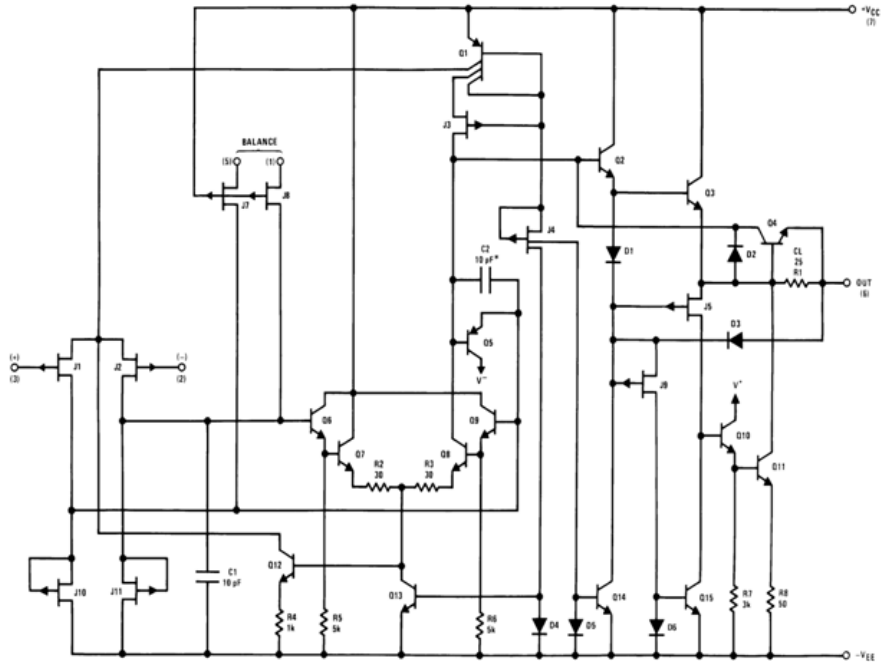 +VCC
(7)
Q1
J3
BALANCE
(5)
(1)
J7
J6
Q2
Q3
J4
Q4
D2
CL
25
R1
OUT
(6)
C2
10 pF*
D1
J5
D3
Q5
V-
(+)
(3)
J1
J2
(-)
(2)
J9
V+
Q6
Q9
Q10
Q7
Q8
Q11
R2
30
R3
30
Q12
C1
10 pF
J10
J11
Q13
Q14
Q15
R4
1k
R5
5k
R6
5k
D4
D5
D6
R7
3k
R8
50
-VEE